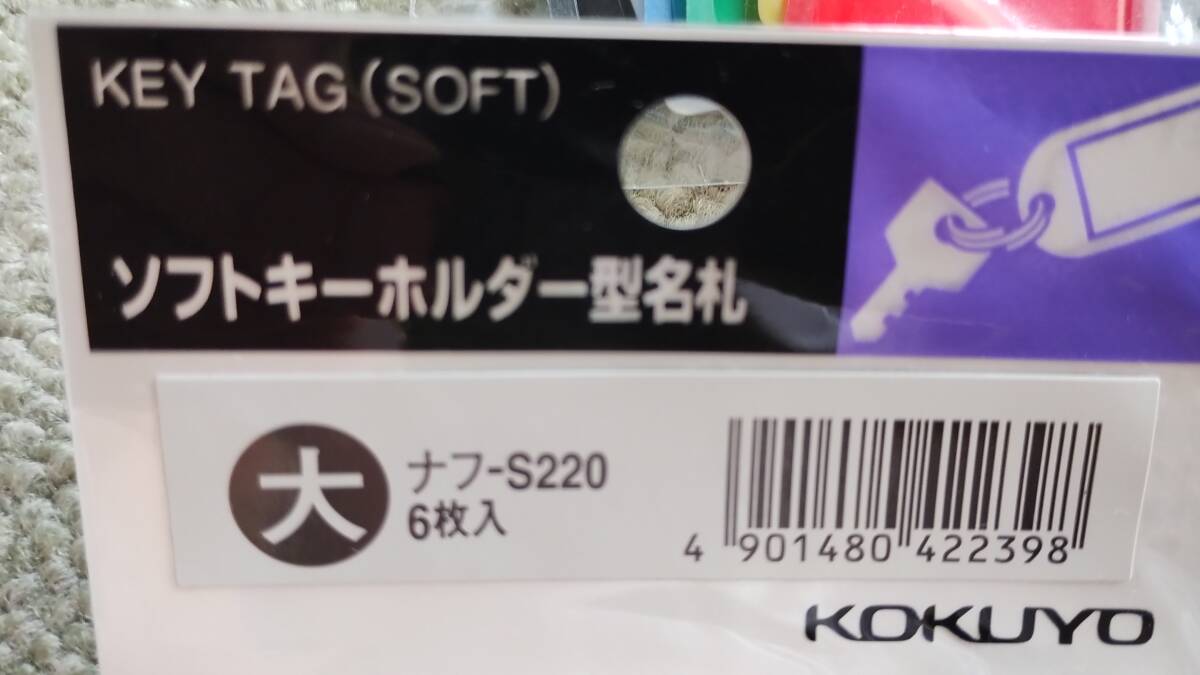 KEY TAG(SOFT)
ソフトキーホルダー型名札
大
ナフ-S220
6枚入
4 901480 422398
KOKUYO